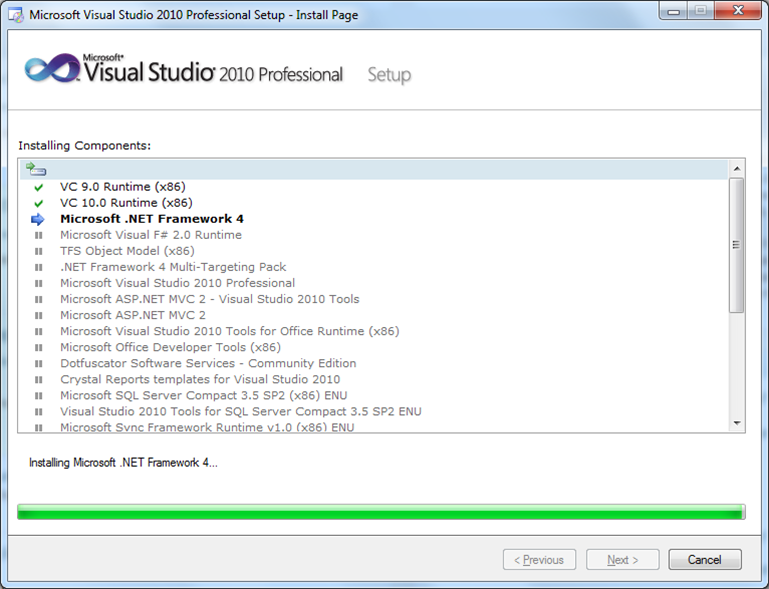 Microsoft Visual Studio 2010 Professional Setup - Install Page
Microsoft®
Visual Studio® 2010 Professional Setup
Installing Components:
VC 9.0 Runtime (x86)
VC 10.0 Runtime (x86)
Microsoft .NET Framework 4
Microsoft Visual F# 2.0 Runtime
TFS Object Model (x86)
.NET Framework 4 Multi-Targeting Pack
Microsoft Visual Studio 2010 Professional
Microsoft ASP.NET MVC 2 - Visual Studio 2010 Tools
Microsoft ASP.NET MVC 2
Microsoft Visual Studio 2010 Tools for Office Runtime (x86)
Microsoft Office Developer Tools (x86)
Dotfuscator Software Services - Community Edition
Crystal Reports templates for Visual Studio 2010
Microsoft SQL Server Compact 3.5 SP2 (x86) ENU
Visual Studio 2010 Tools for SQL Server Compact 3.5 SP2 ENU
Microsoft Sync Framework Runtime v1.0 (x86) ENU
Installing Microsoft .NET Framework 4...
< Previous Next > Cancel